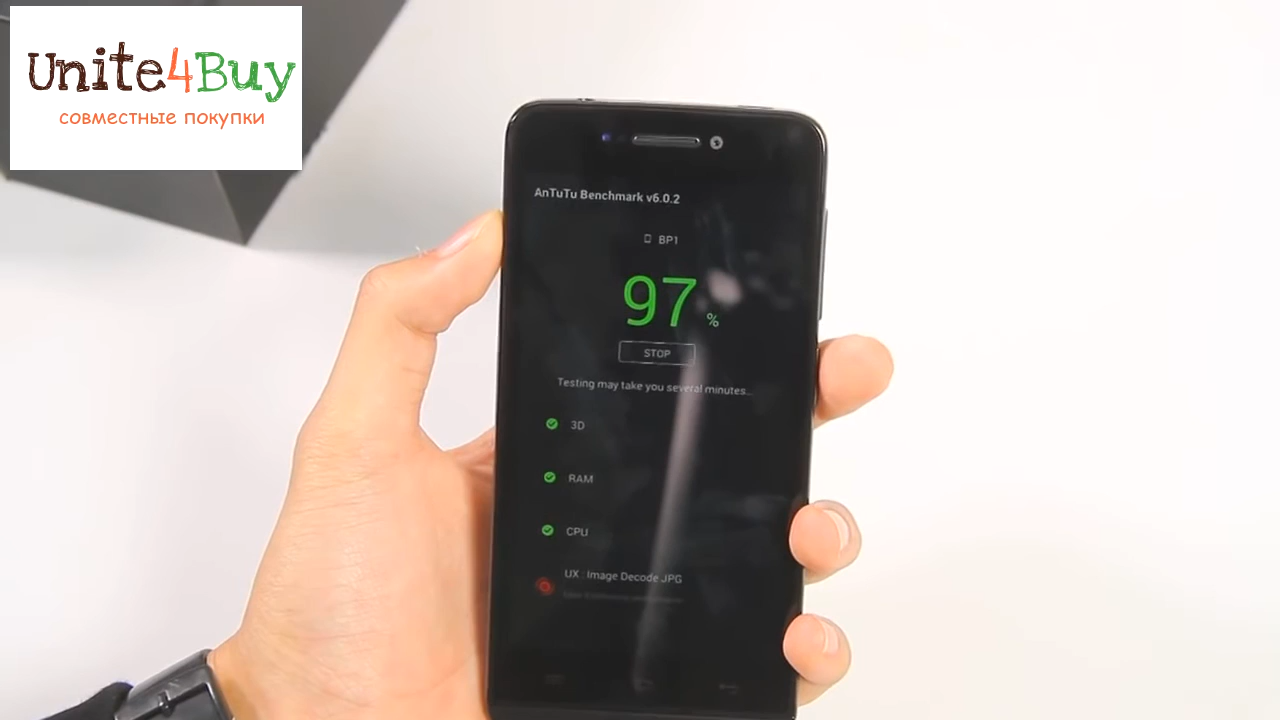 Unite4Buy
совместные покупки
AnTuTu Benchmark v6.0.2
BP1
97 %
STOP
Testing may take you several minutes...
3D
RAM
CPU
UX : Image Decode JPG